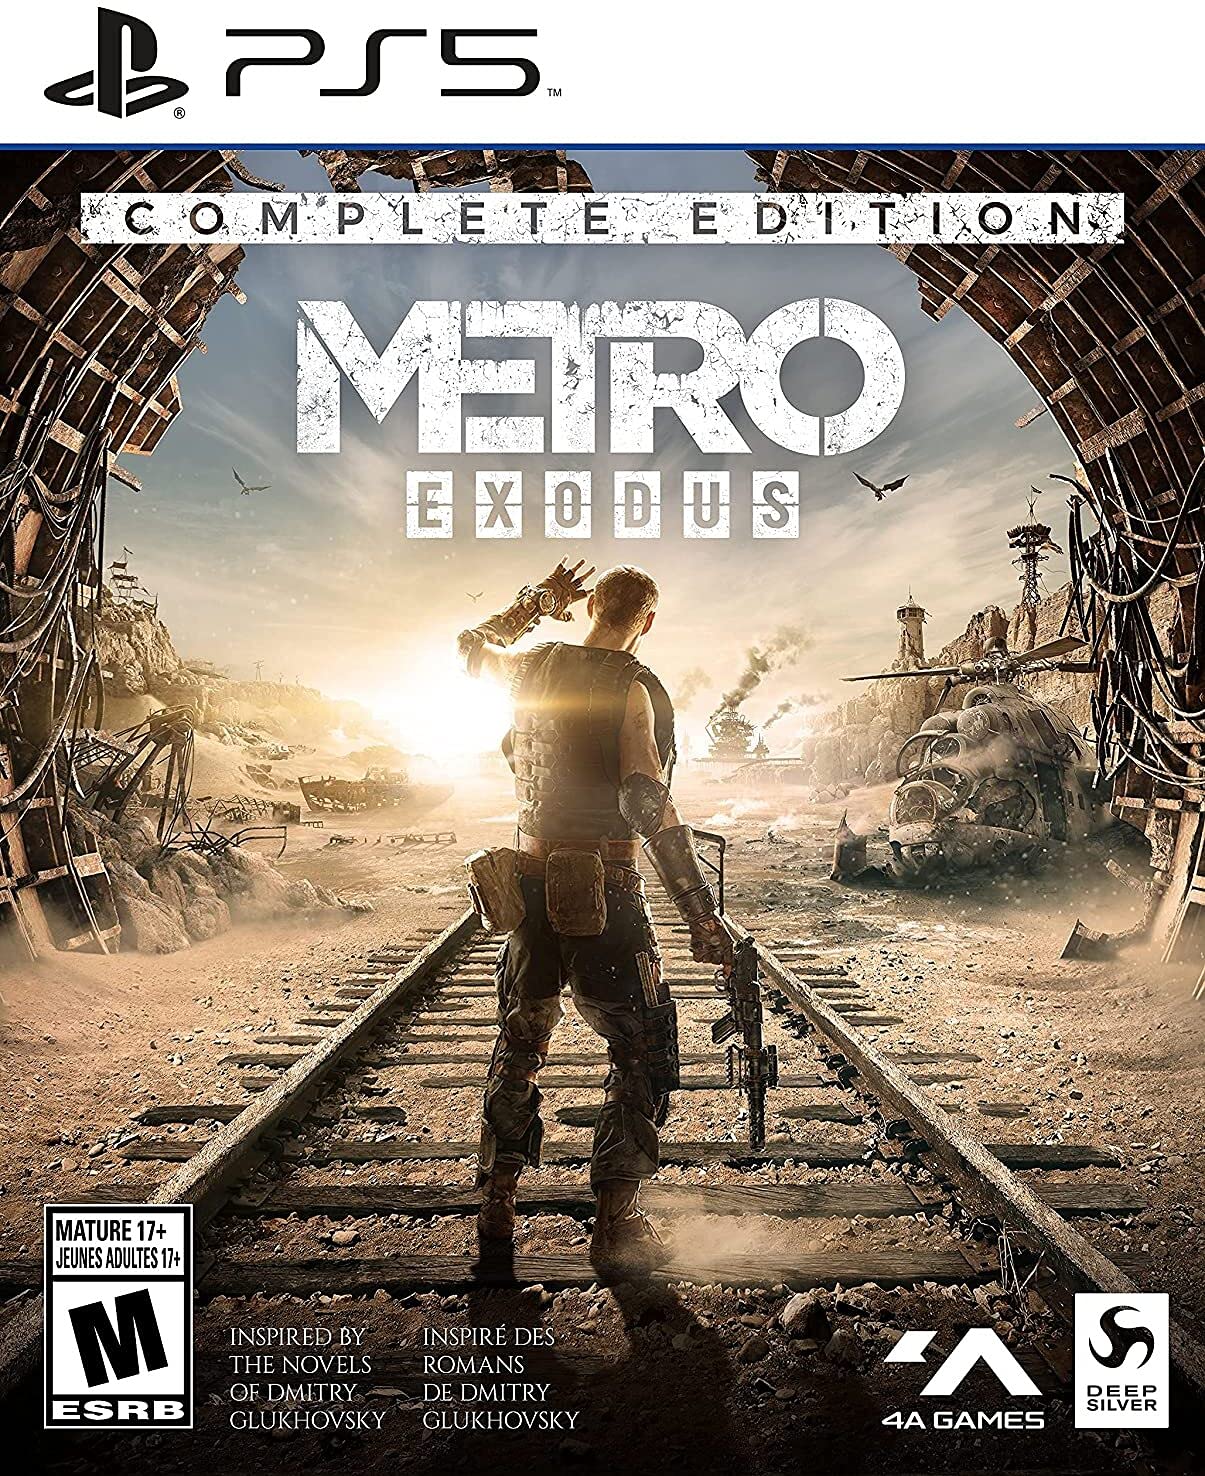 PS5™
®
COMPLETE EDITION
METRO
EXODUS
MATURE 17+
JEUNES ADULTES 17+
M
ESRB
INSPIRED BY
THE NOVELS
OF DMITRY
GLUKHOVSKY
INSPIRÉ DES
ROMANS
DE DMITRY
GLUKHOVSKY
4A GAMES
DEEP
SILVER